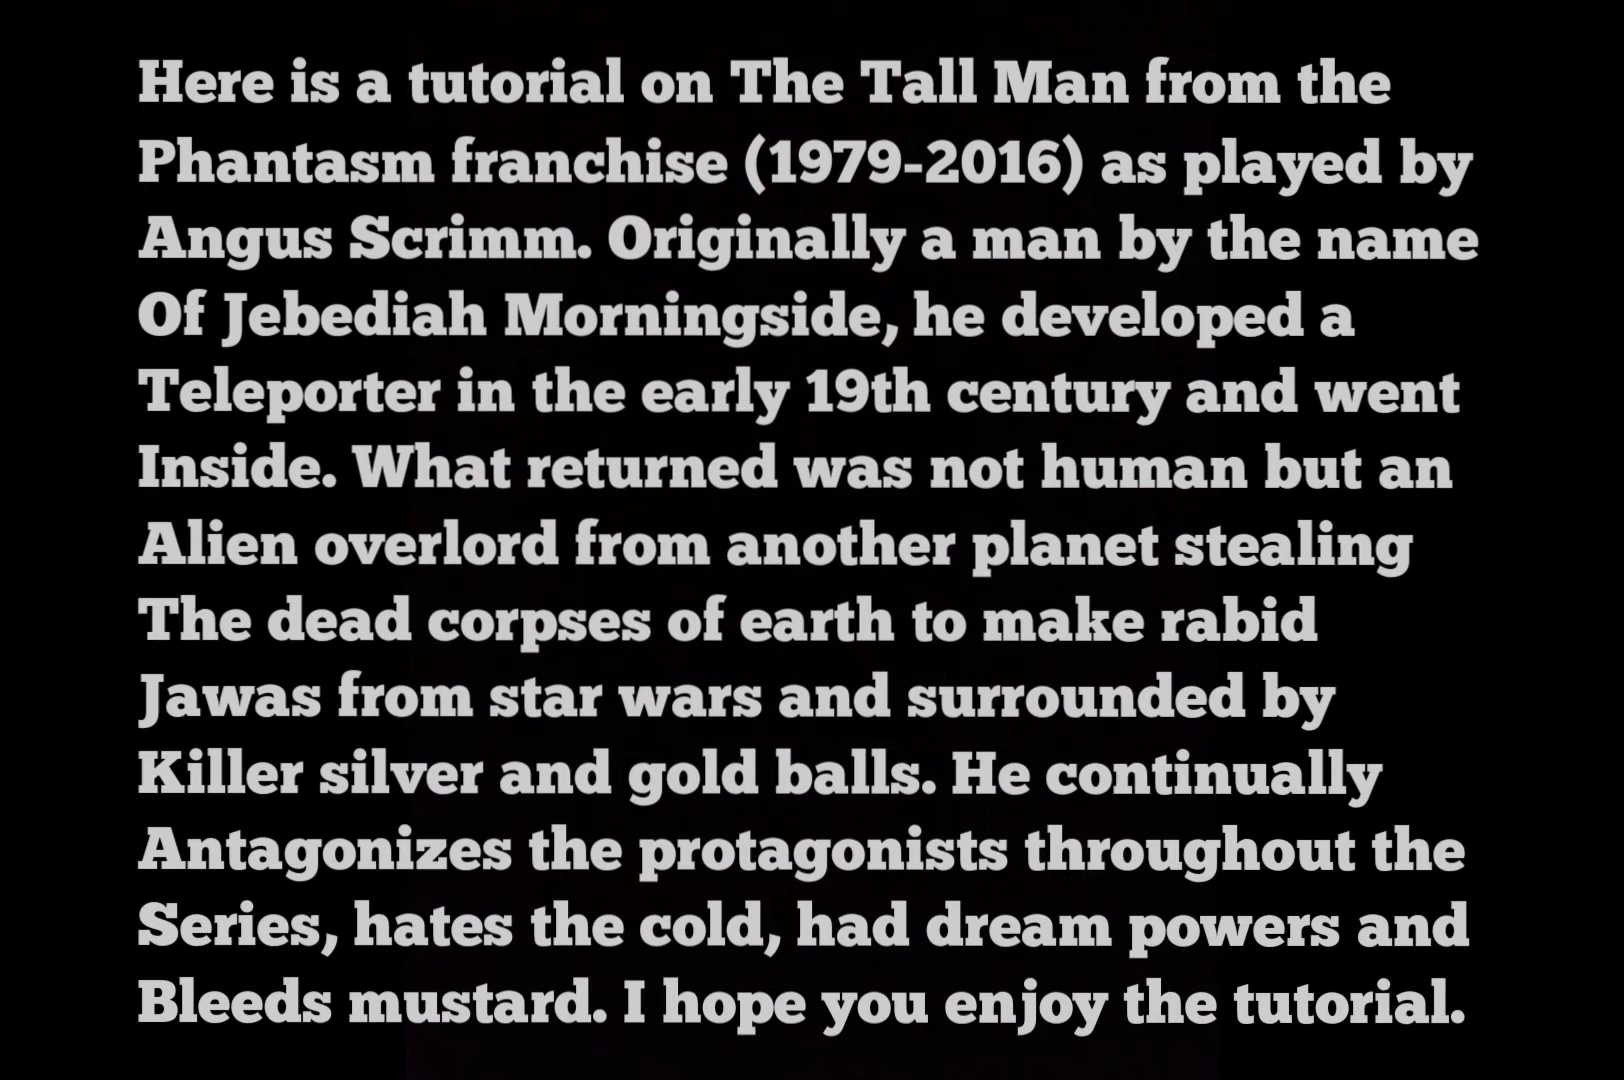 Here is a tutorial on The Tall Man from the
Phantasm franchise (1979-2016) as played by
Angus Scrimm. Originally a man by the name
Of Jebediah Morningside, he developed a
Teleporter in the early 19th century and went
Inside. What returned was not human but an
Alien overlord from another planet stealing
The dead corpses of earth to make rabid
Jawas from star wars and surrounded by
Killer silver and gold balls. He continually
Antagonizes the protagonists throughout the
Series, hates the cold, had dream powers and
Bleeds mustard. I hope you enjoy the tutorial.